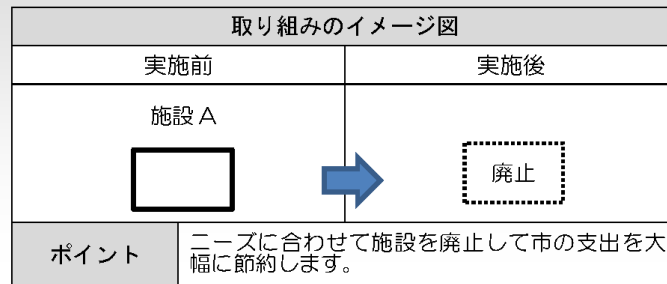 取り組みのイメージ図
実施前
実施後
施設A
廃止
ポイント
ニーズに合わせて施設を廃止して市の支出を大
幅に節約します。